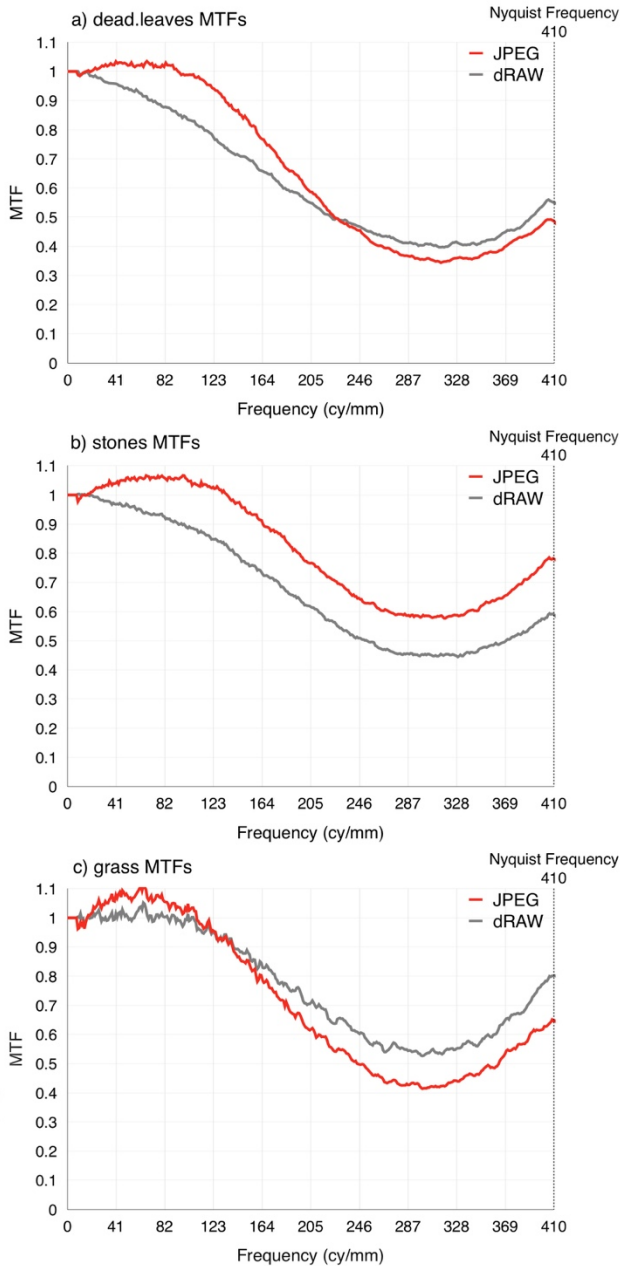 a) dead.leaves MTFs
Nyquist Frequency
410
JPEG
dRAW
1.1
1
0.9
0.8
0.7
0.6
0.5
0.4
0.3
0.2
0.1
0
MTF
0 41 82 123 164 205 246 287 328 369 410
Frequency (cy/mm)
b) stones MTFs
Nyquist Frequency
410
JPEG
dRAW
1.1
1
0.9
0.8
0.7
0.6
0.5
0.4
0.3
0.2
0.1
0
MTF
0 41 82 123 164 205 246 287 328 369 410
Frequency (cy/mm)
c) grass MTFs
Nyquist Frequency
410
JPEG
dRAW
1.1
1
0.9
0.8
0.7
0.6
0.5
0.4
0.3
0.2
0.1
0
MTF
0 41 82 123 164 205 246 287 328 369 410
Frequency (cy/mm)